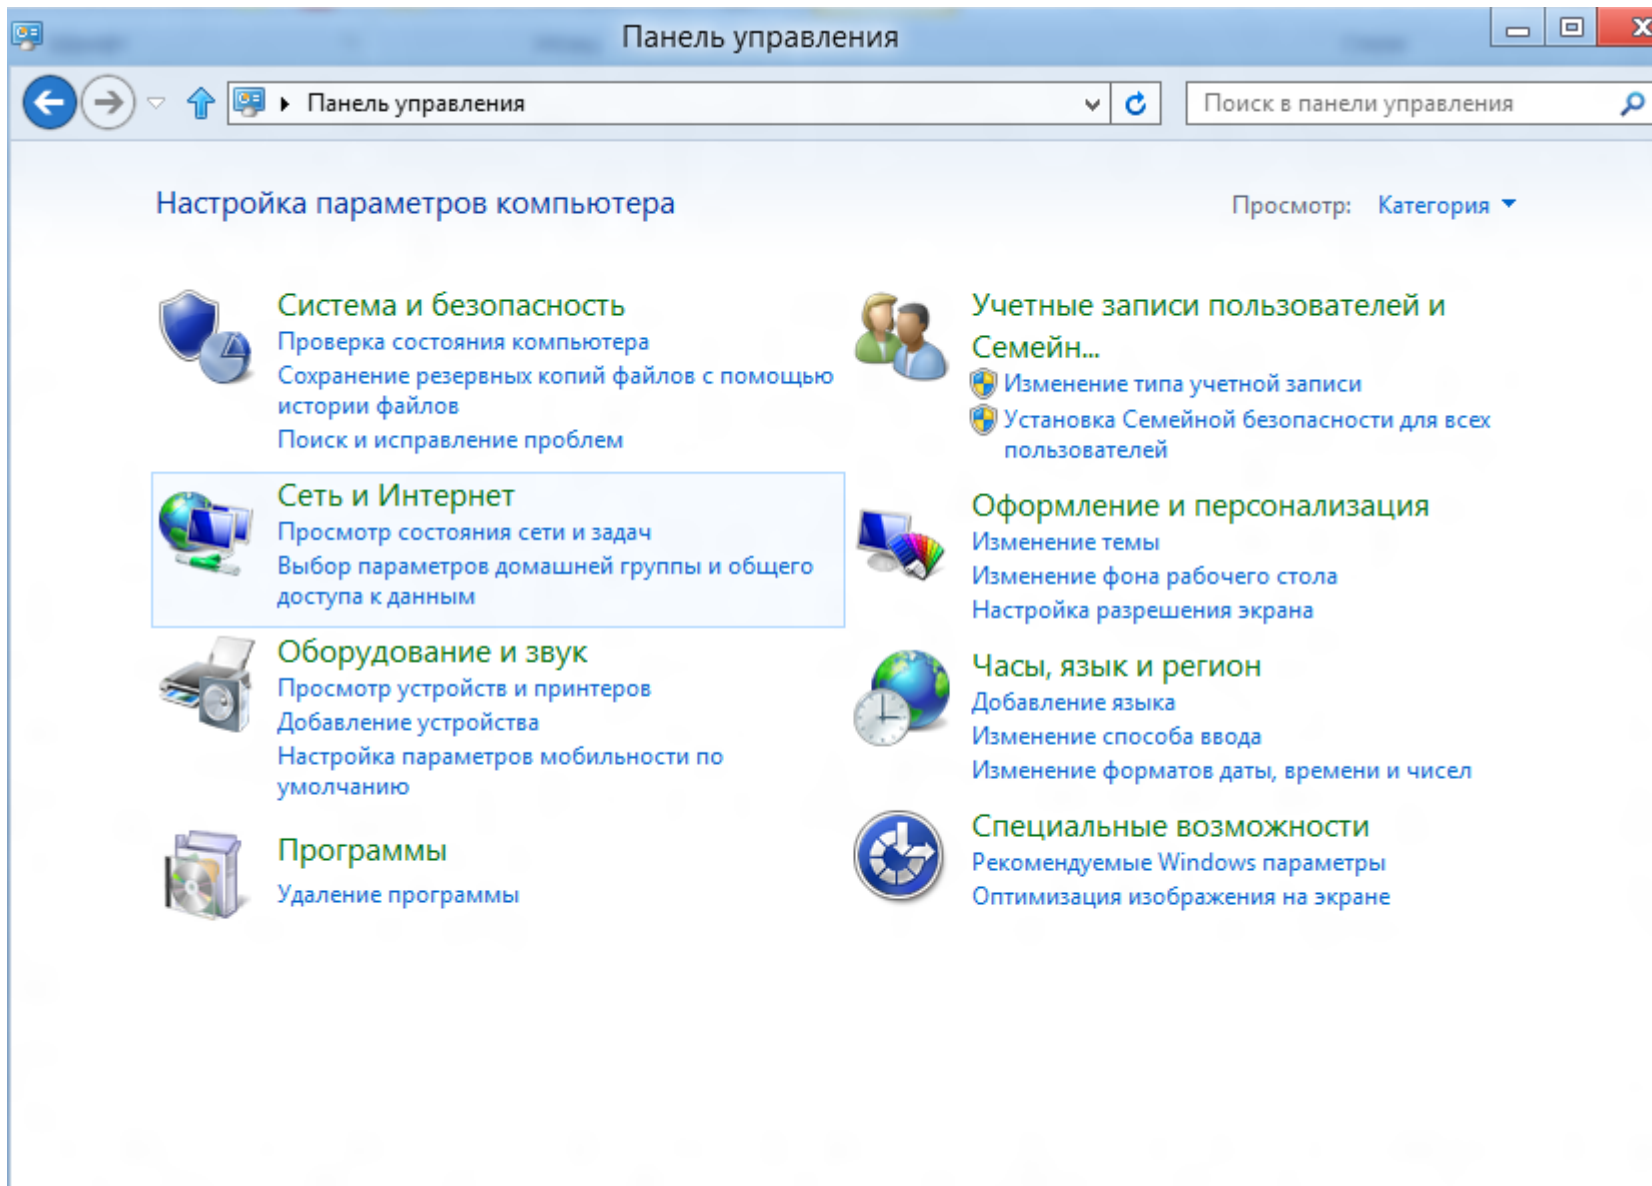 Панель управления
Панель управления
Поиск в панели управления
Настройка параметров компьютера
Просмотр: Категория
Система и безопасность
Проверка состояния компьютера
Сохранение резервных копий файлов с помощью
истории файлов
Поиск и исправление проблем
Сеть и Интернет
Просмотр состояния сети и задач
Выбор параметров домашней группы и общего
доступа к данным
Оборудование и звук
Просмотр устройств и принтеров
Добавление устройства
Настройка параметров мобильности по
умолчанию
Программы
Удаление программы
Учетные записи пользователей и
Семейн...
Изменение типа учетной записи
Установка Семейной безопасности для всех
пользователей
Оформление и персонализация
Изменение темы
Изменение фона рабочего стола
Настройка разрешения экрана
Часы, язык и регион
Добавление языка
Изменение способа ввода
Изменение форматов даты, времени и чисел
Специальные возможности
Рекомендуемые Windows параметры
Оптимизация изображения на экране